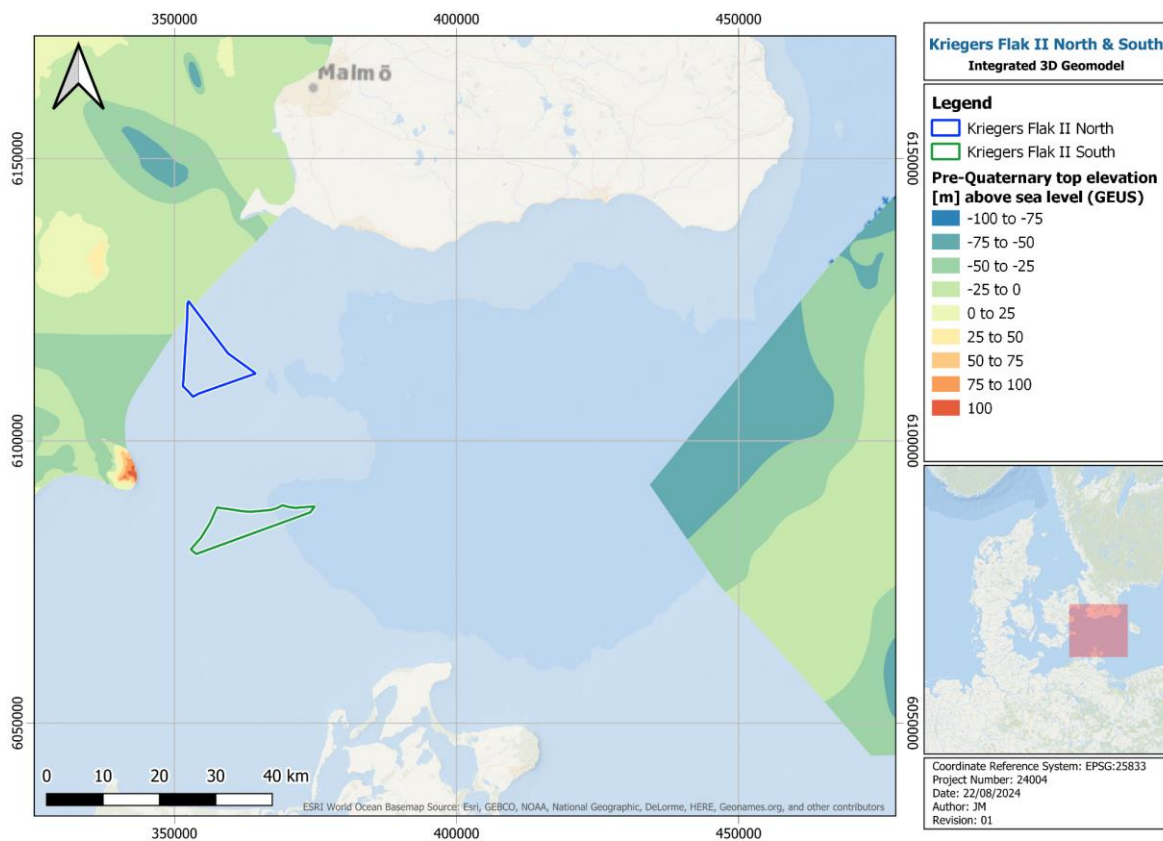 350000
400000
450000
Malmö
6150000
6150000
6100000
6100000
6050000
6050000
0
10
20
30
40 km
ESRI World Ocean Basemap Source: Esri, GEBCO, NOAA, National Geographic, DeLorme, HERE, Geonames.org, and other contributors
350000
400000
450000
Kriegers Flak II North & South
Integrated 3D Geomodel
Legend
Kriegers Flak II North
Kriegers Flak II South
Pre-Quaternary top elevation
[m] above sea level (GEUS)
-100 to -75
-75 to -50
-50 to -25
-25 to 0
0 to 25
25 to 50
50 to 75
75 to 100
100
Coordinate Reference System: EPSG:25833
Project Number: 24004
Date: 22/08/2024
Author: JM
Revision: 01